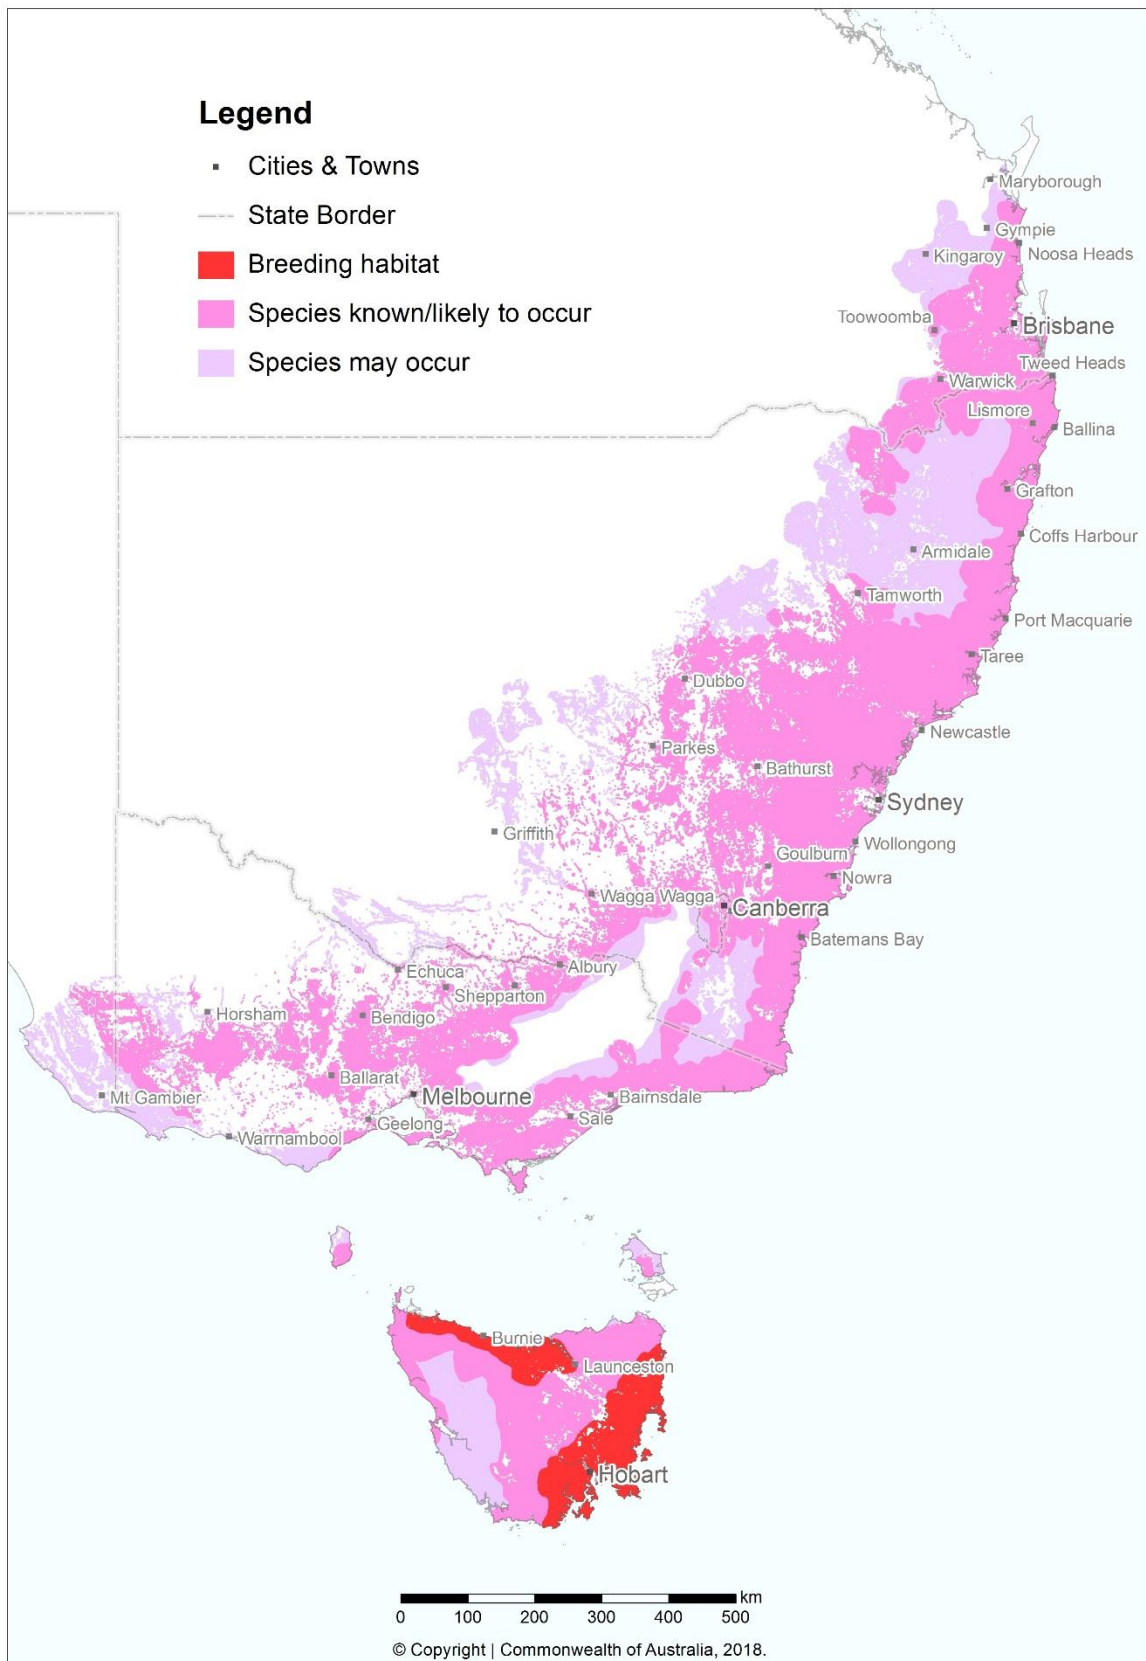 Legend
Cities & Towns
State Border
Breeding habitat
Species known/likely to occur
Species may occur
Maryborough
Gympie
Noosa Heads
Kingaroy
Toowoomba
Brisbane
Tweed Heads
Warwick
Lismore
Ballina
Grafton
Coffs Harbour
Armidale
Tamworth
Port Macquarie
Taree
Dubbo
Newcastle
Parkes
Bathurst
Sydney
Griffith
Wollongong
Goulburn
Nowra
Wagga Wagga
Canberra
Batemans Bay
Albury
Echuca
Shepparton
Horsham
Bendigo
Ballarat
Mt Gambier
Melbourne
Bairnsdale
Geelong
Sale
Warrnambool
Burnie
Launceston
Hobart
km
0 100 200 300 400 500
© Copyright | Commonwealth of Australia, 2018.